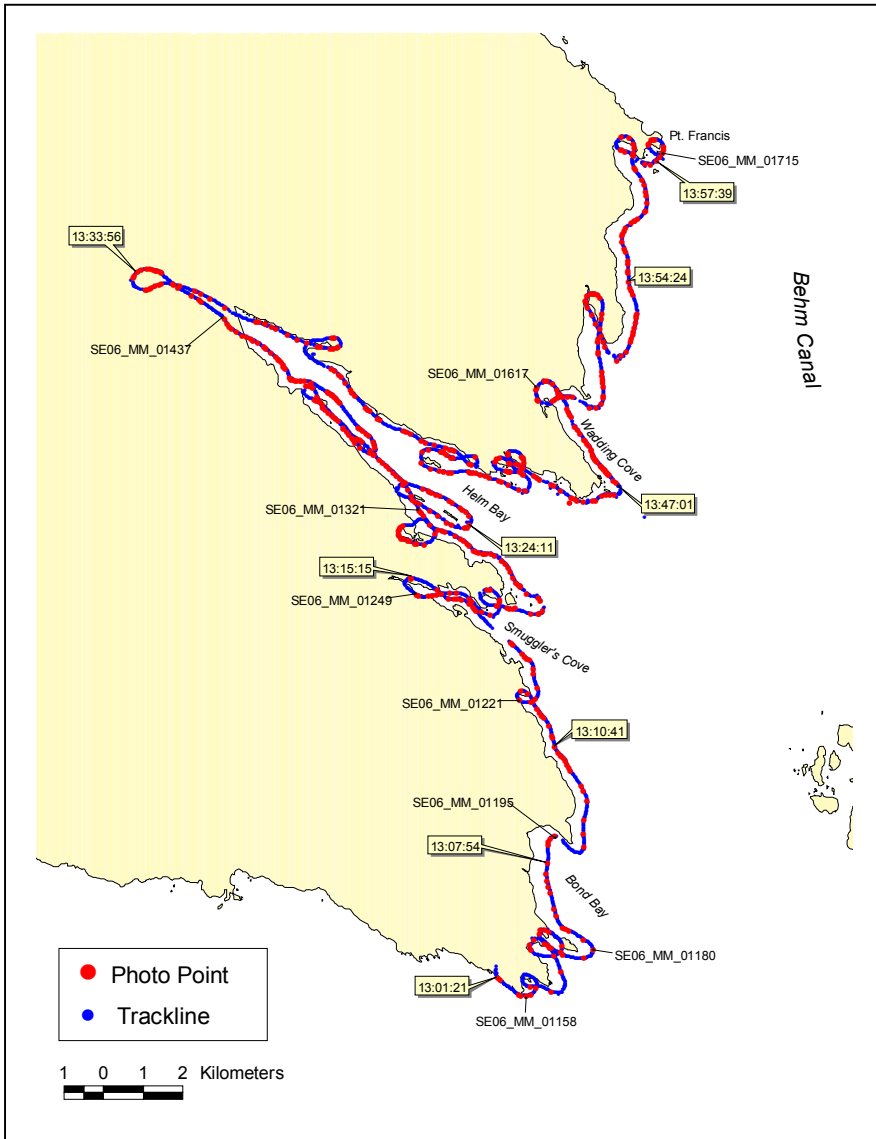 Pt. Francis
SE06_MM_01715
13:57:39
13:33:56
13:54:24
Behm Canal
SE06_MM_01437
SE06_MM_01617
Wadding Cove
Helm Bay
13:47:01
SE06_MM_01321
13:24:11
13:15:15
SE06_MM_01249
Smuggler's Cove
SE06_MM_01221
13:10:41
SE06_MM_01195
13:07:54
Bond Bay
SE06_MM_01180
13:01:21
SE06_MM_01158
Photo Point
Trackline
1 0 1 2 Kilometers